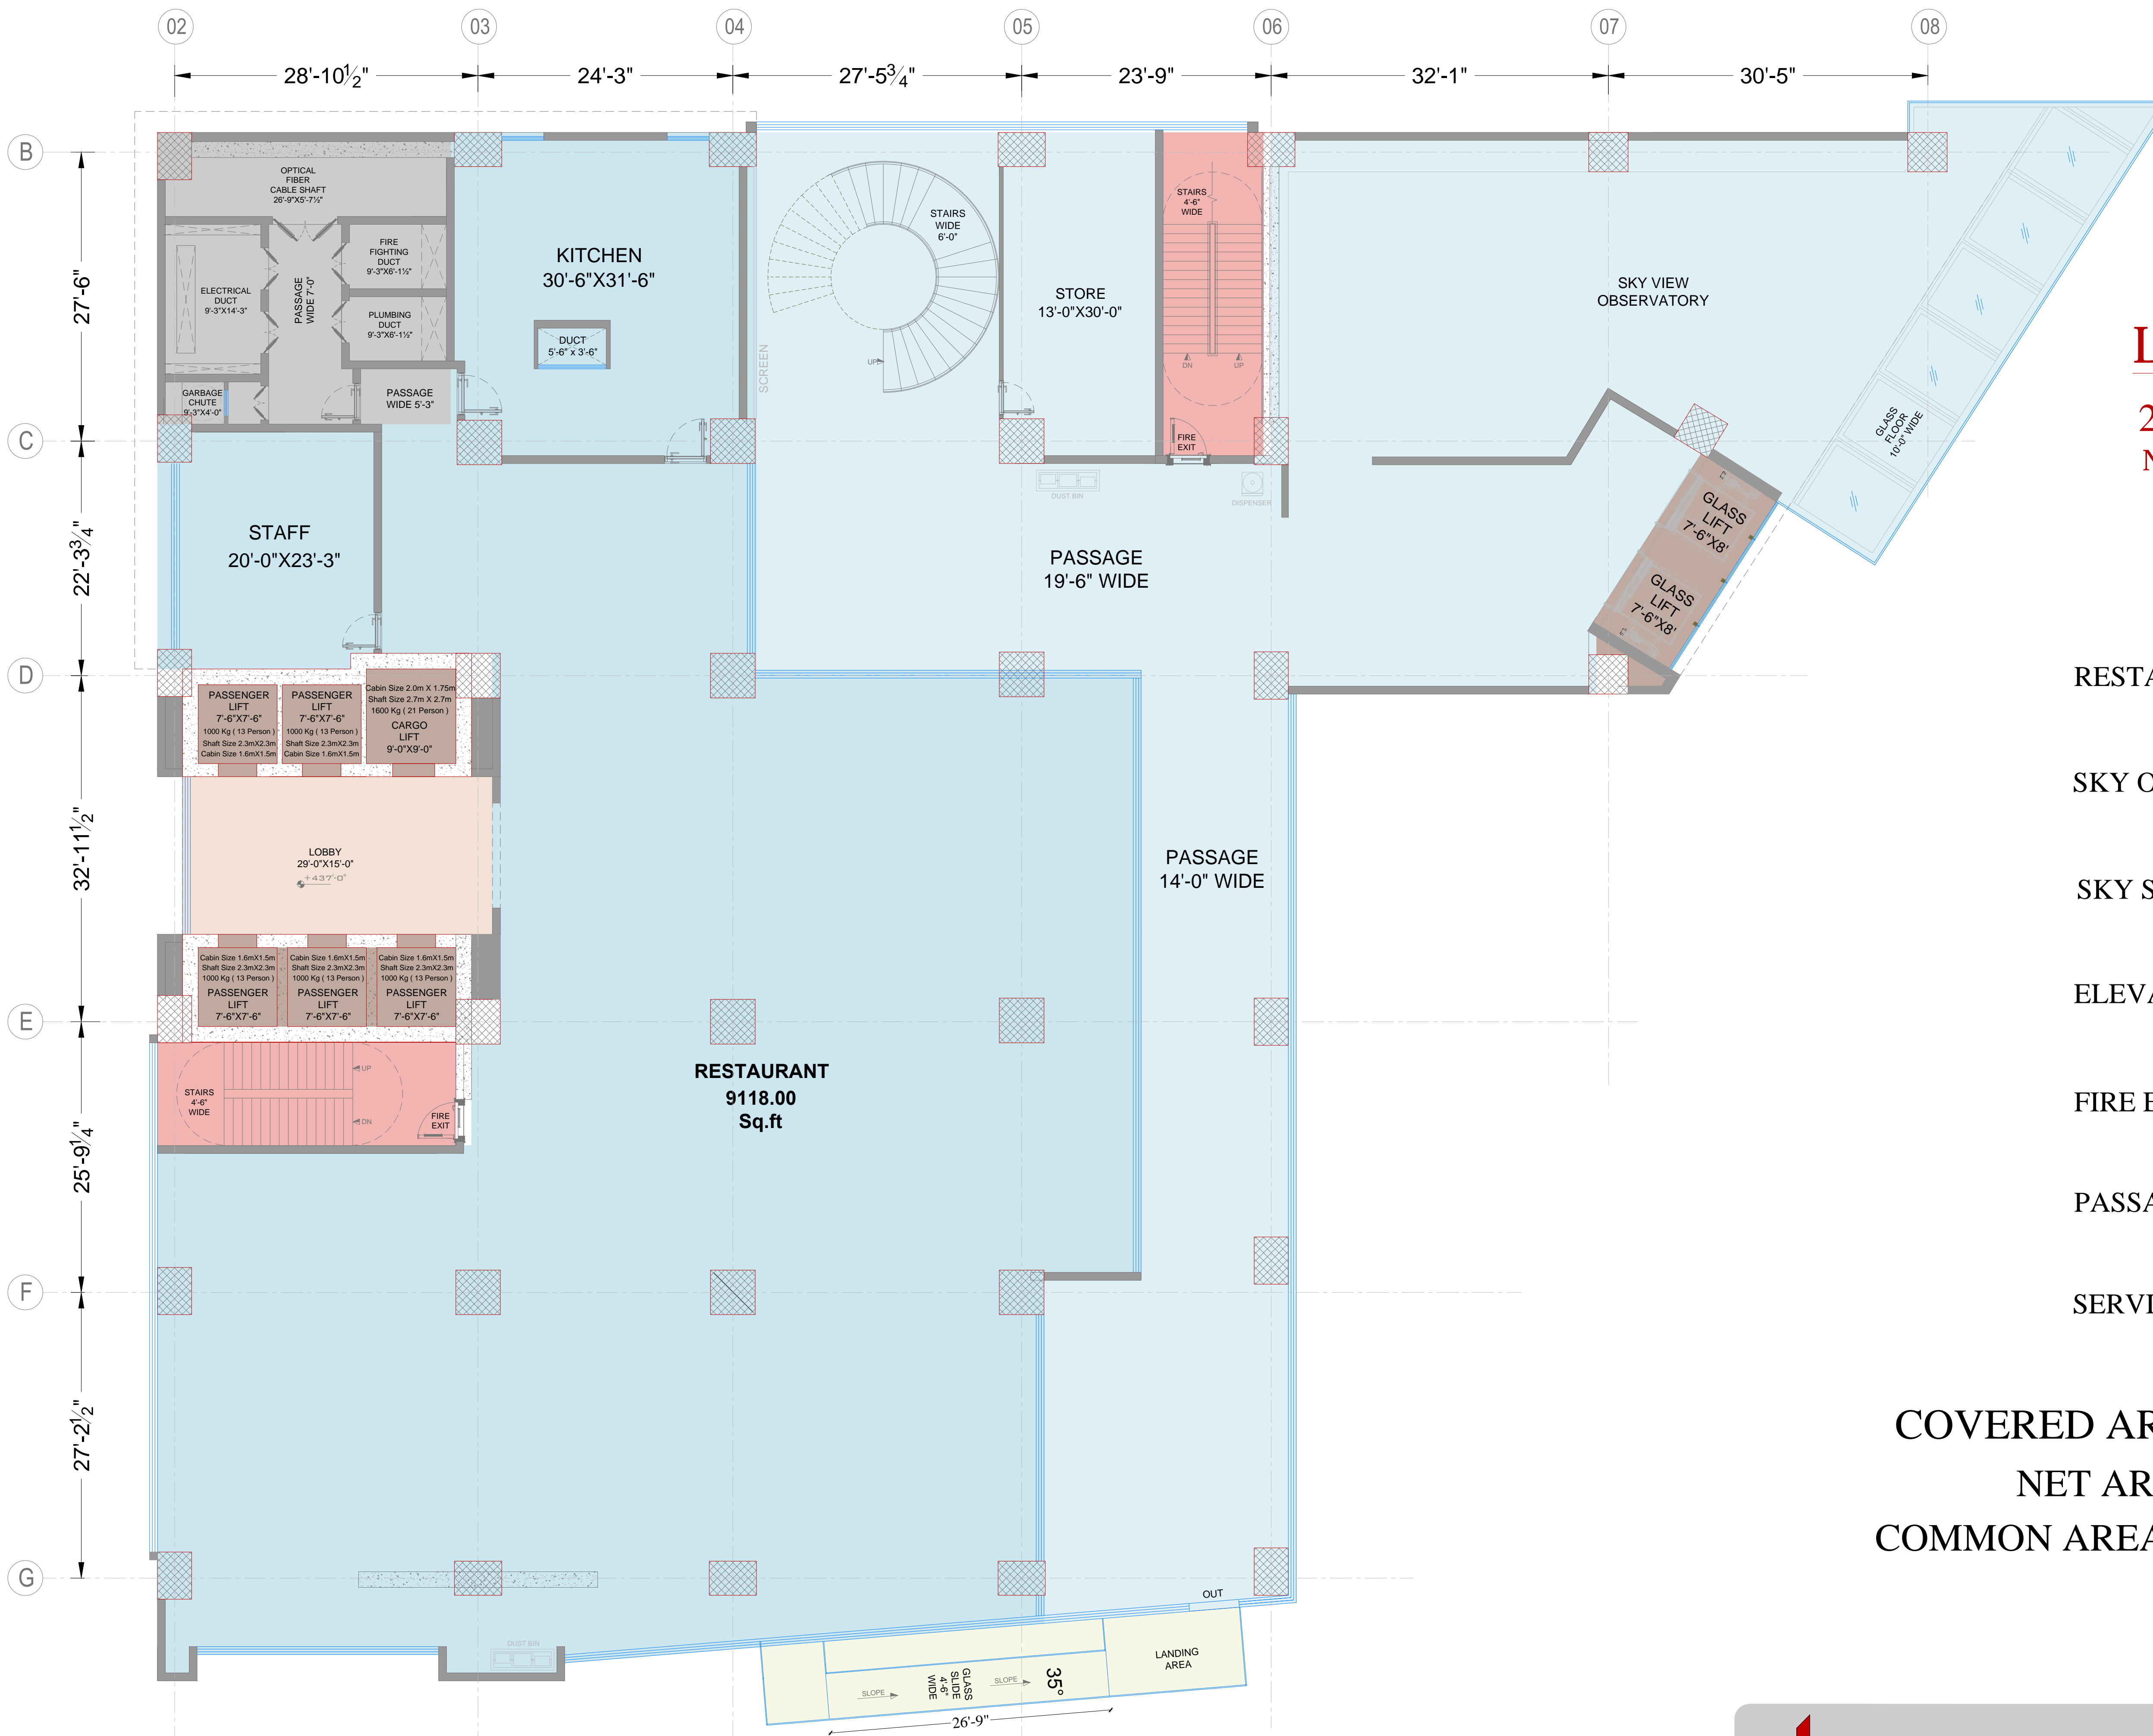 02 03 04 05 06 07 08
28'-10½" 24'-3" 27'-5¾" 23'-9" 32'-1" 30'-5"
B
C
D
E
F
G
27'-6"
22'-3¾"
32'-11½"
25'-9¼"
27'-2½"
OPTICAL
FIBER
CABLE SHAFT
26'-9"X5'-7½"
ELECTRICAL
DUCT
9'-3"X14'-3"
PASSAGE
WIDE 7'-0"
FIRE
FIGHTING
DUCT
9'-3"X6'-1½"
PLUMBING
DUCT
9'-3"X6'-1½"
GARBAGE
CHUTE
9'-3"X4'-0"
PASSAGE
WIDE 5'-3"
KITCHEN
30'-6"X31'-6"
DUCT
5'-6" x 3'-6"
SCREEN
STAIRS
WIDE
6'-0"
UP
STORE
13'-0"X30'-0"
STAIRS
4'-6"
WIDE
DN
UP
FIRE
EXIT
SKY VIEW
OBSERVATORY
GLASS
FLOOR
10'-0" WIDE
GLASS
LIFT
7'-6"X8'
GLASS
LIFT
7'-6"X8'
DUST BIN
DISPENSER
STAFF
20'-0"X23'-3"
PASSAGE
19'-6" WIDE
PASSENGER
LIFT
7'-6"X7'-6"
1000 Kg ( 13 Person )
Shaft Size 2.3mX2.3m
Cabin Size 1.6mX1.5m
PASSENGER
LIFT
7'-6"X7'-6"
1000 Kg ( 13 Person )
Shaft Size 2.3mX2.3m
Cabin Size 1.6mX1.5m
Cabin Size 2.0m X 1.75m
Shaft Size 2.7m X 2.7m
1600 Kg ( 21 Person )
CARGO
LIFT
9'-0"X9'-0"
LOBBY
29'-0"X15'-0"
+437'-0"
PASSAGE
14'-0" WIDE
Cabin Size 1.6mX1.5m
Shaft Size 2.3mX2.3m
1000 Kg ( 13 Person )
PASSENGER
LIFT
7'-6"X7'-6"
Cabin Size 1.6mX1.5m
Shaft Size 2.3mX2.3m
1000 Kg ( 13 Person )
PASSENGER
LIFT
7'-6"X7'-6"
Cabin Size 1.6mX1.5m
Shaft Size 2.3mX2.3m
1000 Kg ( 13 Person )
PASSENGER
LIFT
7'-6"X7'-6"
STAIRS
4'-6"
WIDE
UP
DN
FIRE
EXIT
RESTAURANT
9118.00
Sq.ft
DUST BIN
OUT
LANDING
AREA
SLOPE
GLASS
SLIDE
4'-6"
WIDE
SLOPE
35°
26'-9"
L
2
N
RESTA
SKY O
SKY S
ELEVA
FIRE E
PASSA
SERVI
COVERED AR
NET AR
COMMON AREA